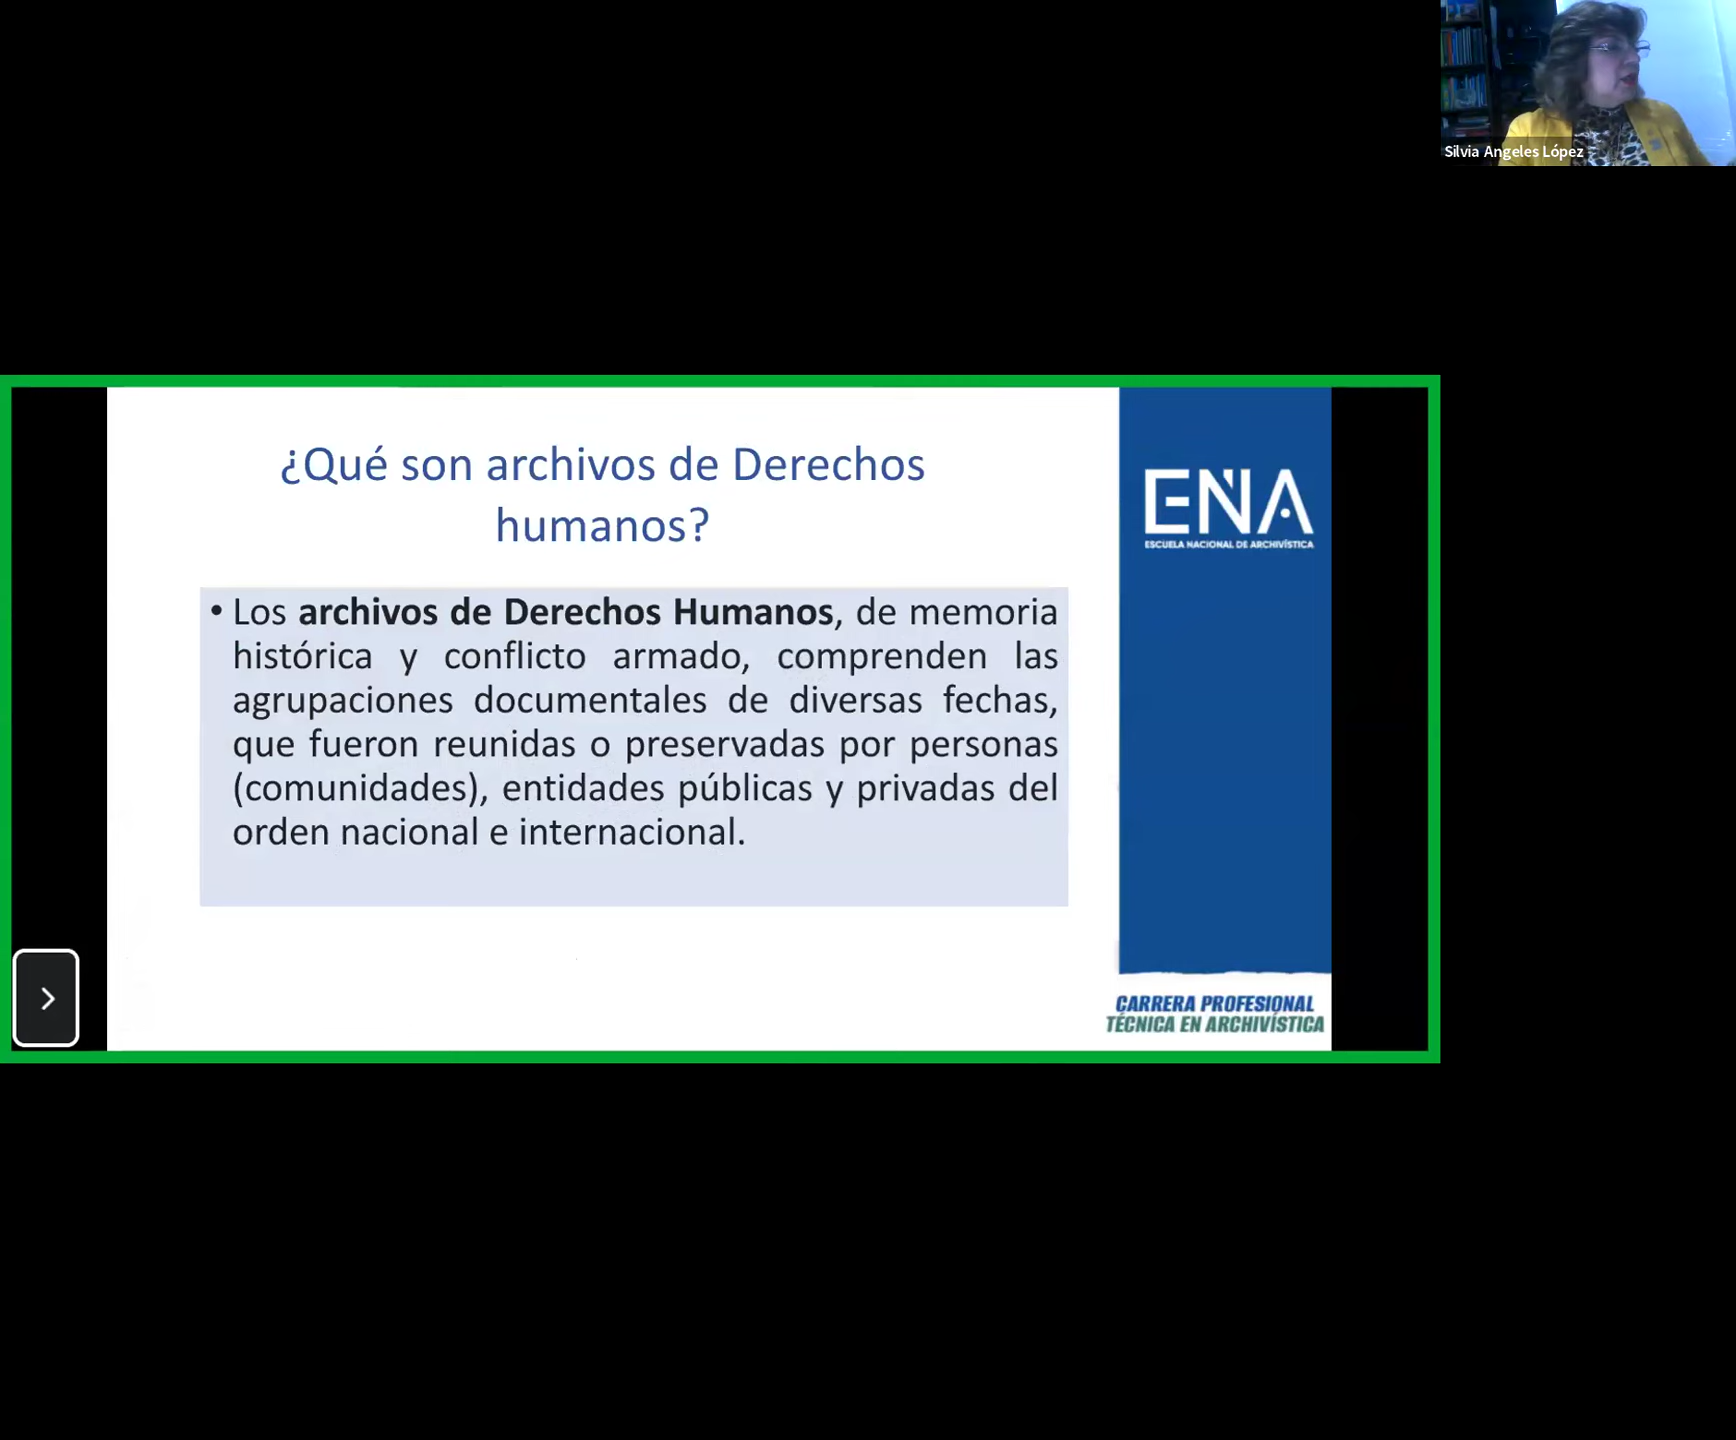 Silvia Angeles López
¿Qué son archivos de Derechos
humanos?
• Los archivos de Derechos Humanos, de memoria
histórica y conflicto armado, comprenden las
agrupaciones documentales de diversas fechas,
que fueron reunidas o preservadas por personas
(comunidades), entidades públicas y privadas del
orden nacional e internacional.
ENA
ESCUELA NACIONAL DE ARCHIVÍSTICA
CARRERA PROFESIONAL
TÉCNICA EN ARCHIVÍSTICA